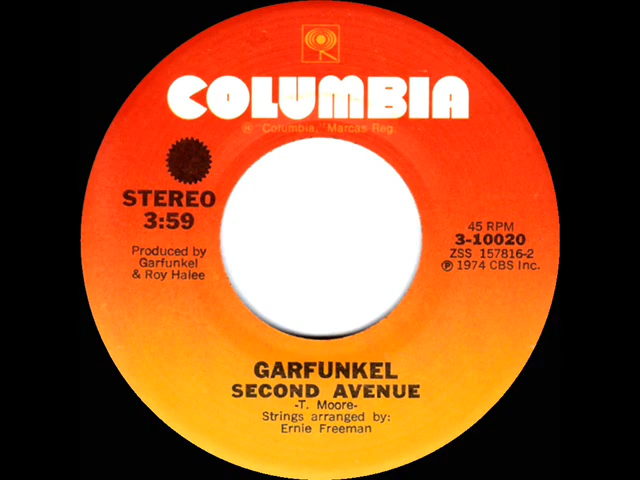 COLUMBIA
® "Columbia," Marcas Reg.
STEREO
3:59
Produced by
Garfunkel
& Roy Halee
45 RPM
3-10020
ZSS 157816-2
℗ 1974 CBS Inc.
GARFUNKEL
SECOND AVENUE
-T. Moore-
Strings arranged by:
Ernie Freeman